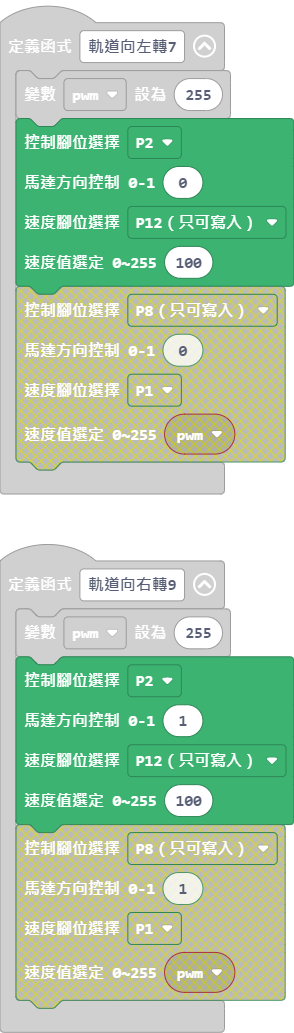 定義函式 軌道向左轉7
變數 pwm 設為 255
控制腳位選擇 P2
馬達方向控制 0-1 0
速度腳位選擇 P12(只可寫入)
速度值選定 0~255 100
控制腳位選擇 P8(只可寫入)
馬達方向控制 0-1 0
速度腳位選擇 P1
速度值選定 0~255 pwm
定義函式 軌道向右轉9
變數 pwm 設為 255
控制腳位選擇 P2
馬達方向控制 0-1 1
速度腳位選擇 P12(只可寫入)
速度值選定 0~255 100
控制腳位選擇 P8(只可寫入)
馬達方向控制 0-1 1
速度腳位選擇 P1
速度值選定 0~255 pwm